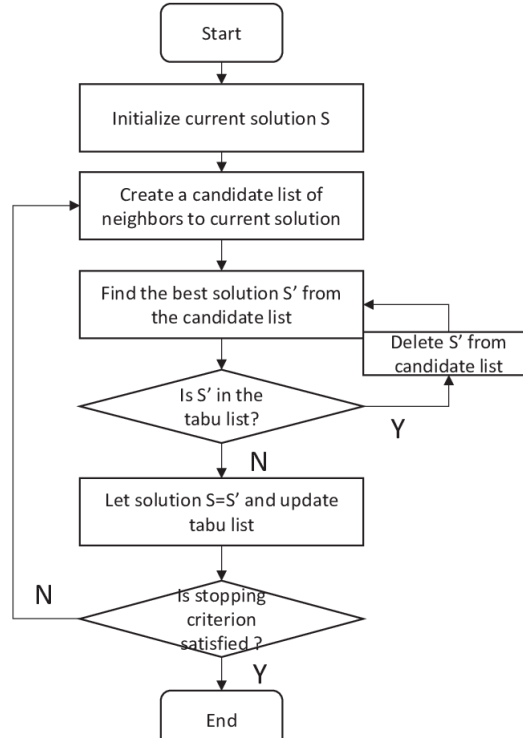 Start
Initialize current solution S
Create a candidate list of
neighbors to current solution
Find the best solution S’ from
the candidate list
Delete S’ from
candidate list
Is S’ in the
tabu list?
Y
N
Let solution S=S’ and update
tabu list
N
Is stopping
criterion
satisfied ?
Y
End